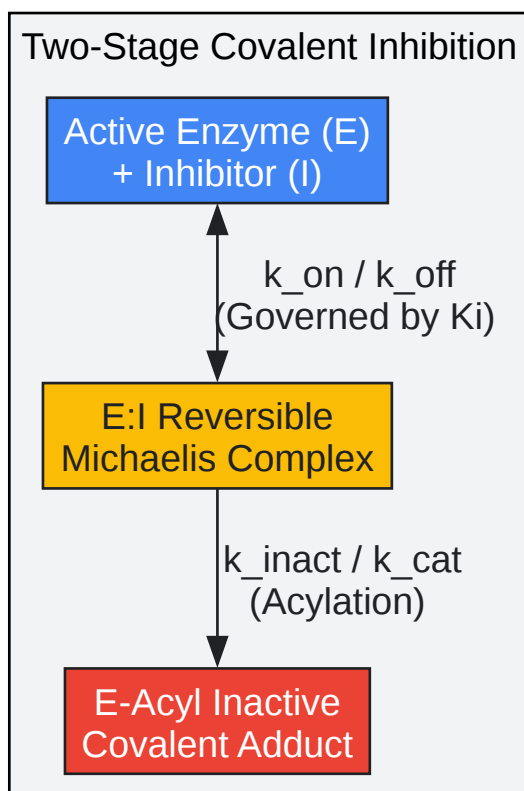 Two-Stage Covalent Inhibition
Active Enzyme (E)
+ Inhibitor (I)
k_on / k_off
(Governed by Ki)
E:I Reversible
Michaelis Complex
k_inact / k_cat
(Acylation)
E-Acyl Inactive
Covalent Adduct